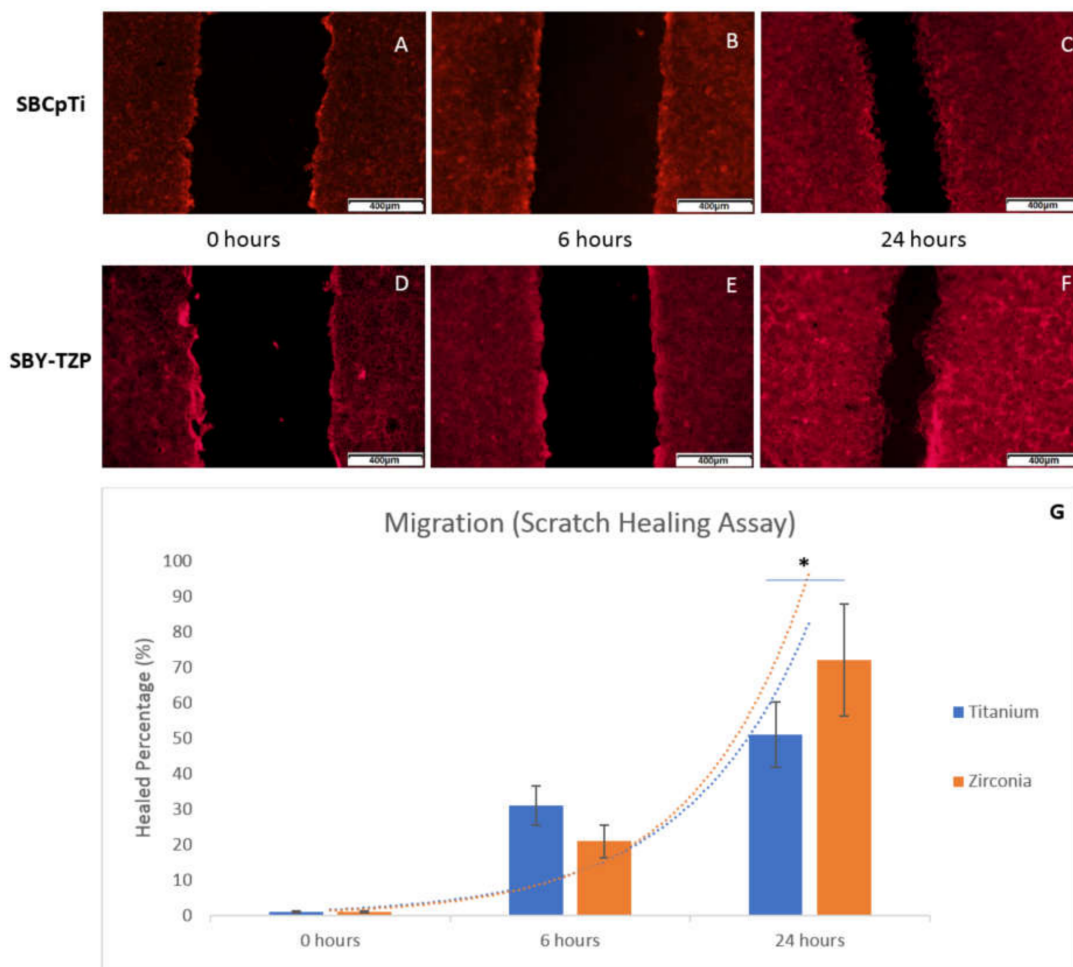 A
B
C
SBCpTi
400µm
400µm
400µm
0 hours
6 hours
24 hours
D
E
F
SBY-TZP
400µm
400µm
400µm
G
Migration (Scratch Healing Assay)
*
100
90
80
70
60
50
40
30
20
10
0
Healed Percentage (%)
0 hours
6 hours
24 hours
Titanium
Zirconia